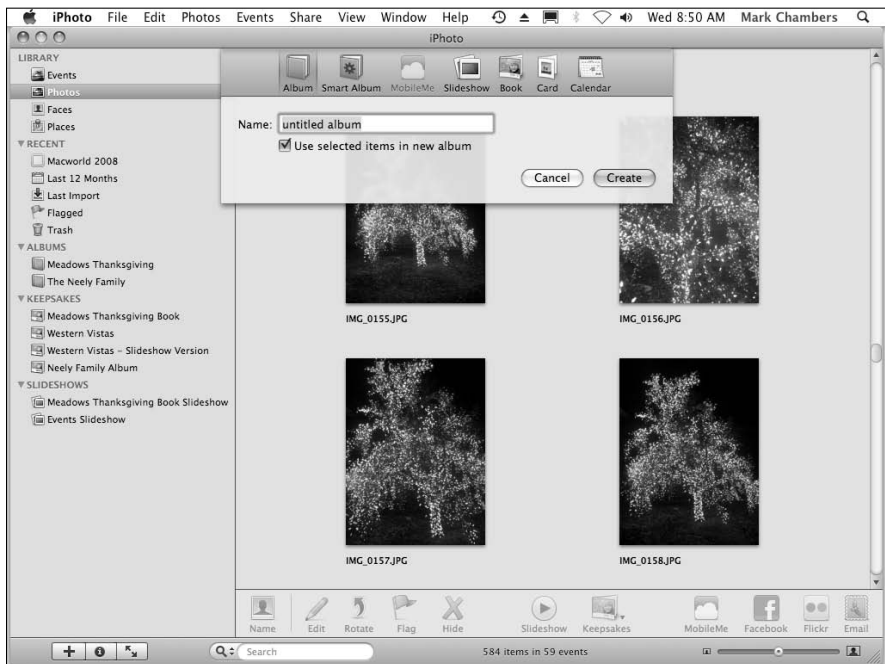 iPhoto File Edit Photos Events Share View Window Help Wed 8:50 AM Mark Chambers
iPhoto
LIBRARY
Events
Photos
Faces
Places
RECENT
Macworld 2008
Last 12 Months
Last Import
Flagged
Trash
ALBUMS
Meadows Thanksgiving
The Neely Family
KEEPSAKES
Meadows Thanksgiving Book
Western Vistas
Western Vistas – Slideshow Version
Neely Family Album
SLIDESHOWS
Meadows Thanksgiving Book Slideshow
Events Slideshow
Album Smart Album MobileMe Slideshow Book Card Calendar
Name: untitled album
Use selected items in new album
Cancel Create
IMG_0155.JPG IMG_0156.JPG
IMG_0157.JPG IMG_0158.JPG
Name Edit Rotate Flag Hide Slideshow Keepsakes MobileMe Facebook Flickr Email
Search 584 items in 59 events